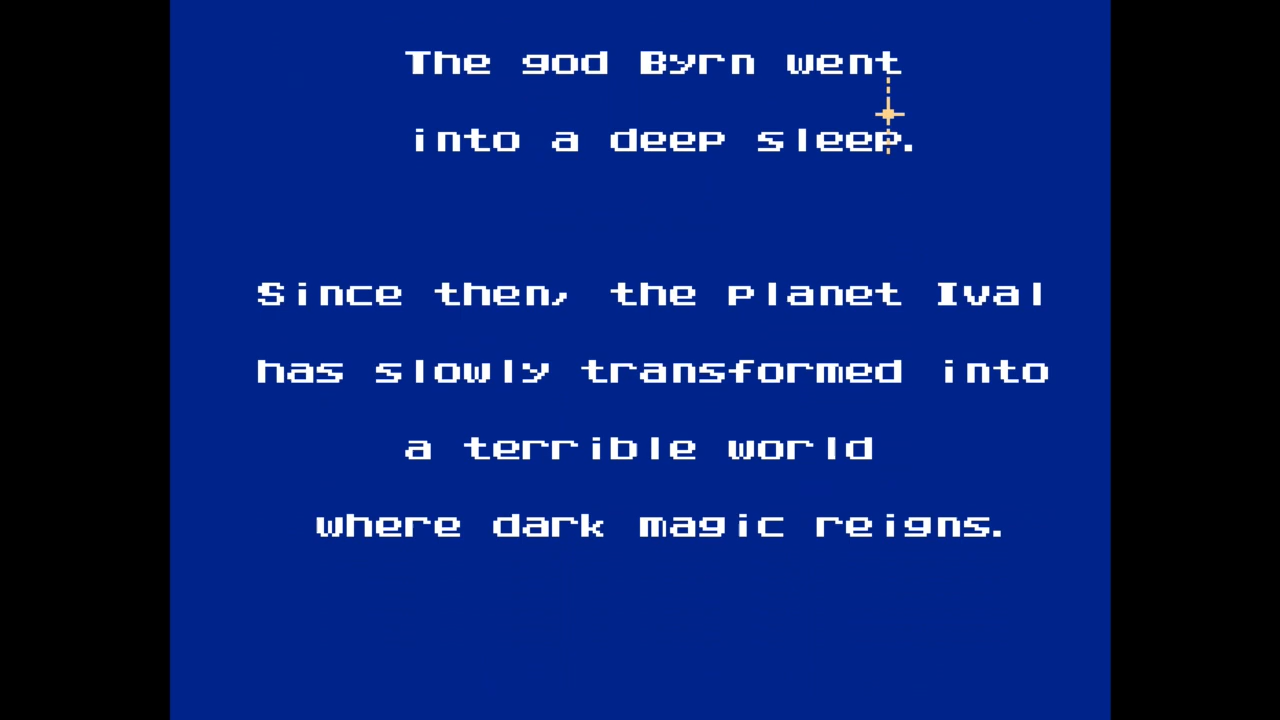 The god Byrn went
into a deep sleep.
Since then, the planet Ival
has slowly transformed into
a terrible world
where dark magic reigns.